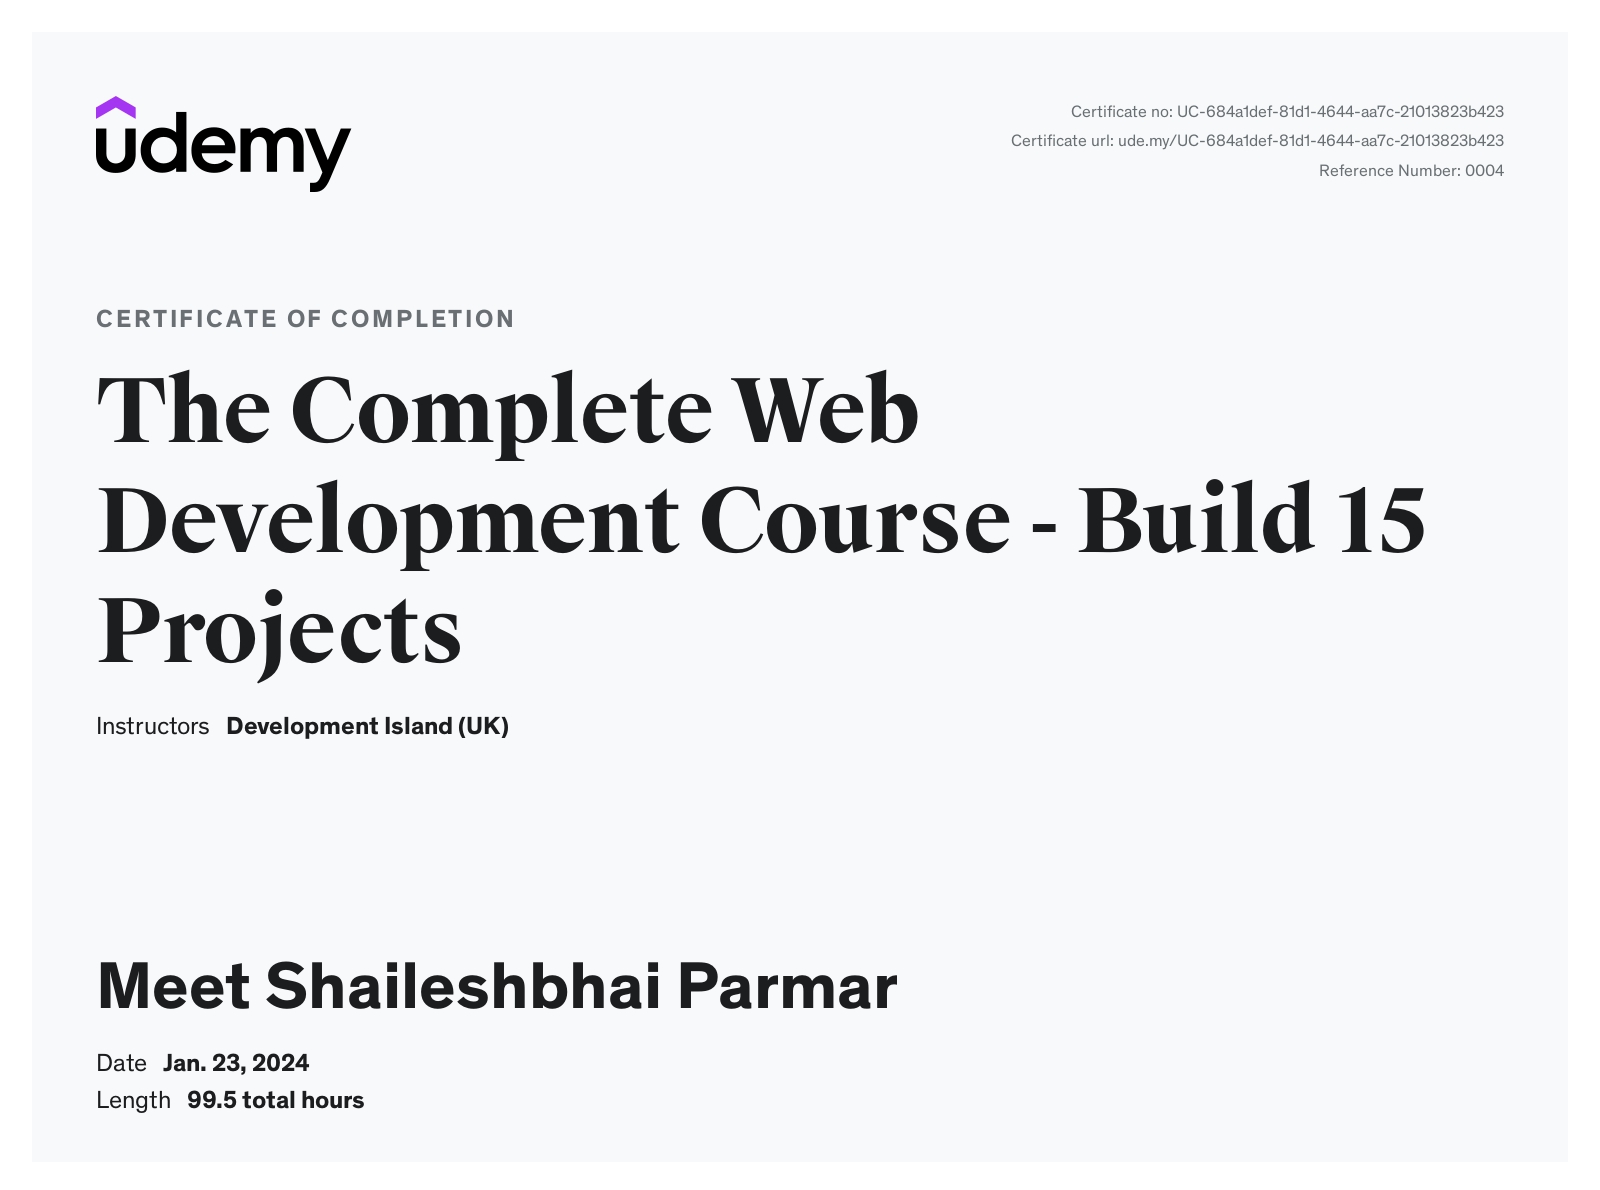 udemy
Certificate no: UC-684a1def-81d1-4644-aa7c-21013823b423
Certificate url: ude.my/UC-684a1def-81d1-4644-aa7c-21013823b423
Reference Number: 0004
CERTIFICATE OF COMPLETION
The Complete Web
Development Course - Build 15
Projects
Instructors Development Island (UK)
Meet Shaileshbhai Parmar
Date Jan. 23, 2024
Length 99.5 total hours